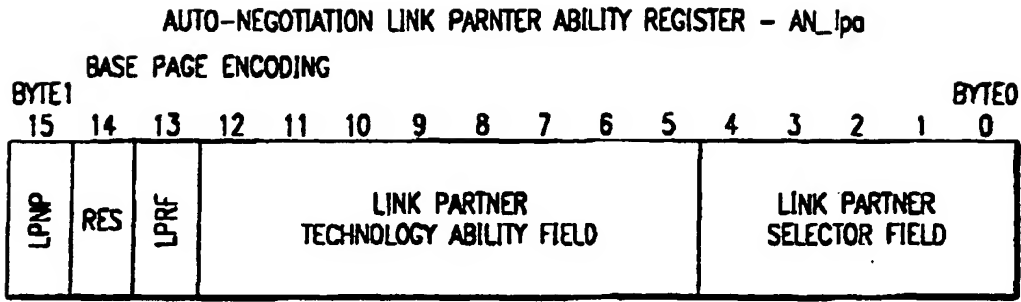 AUTO-NEGOTIATION LINK PARNTER ABILITY REGISTER - AN_lpa
BASE PAGE ENCODING
BYTE1 BYTE0
15 14 13 12 11 10 9 8 7 6 5 4 3 2 1 0
LPNP RES LPRF LINK PARTNER LINK PARTNER
TECHNOLOGY ABILITY FIELD SELECTOR FIELD